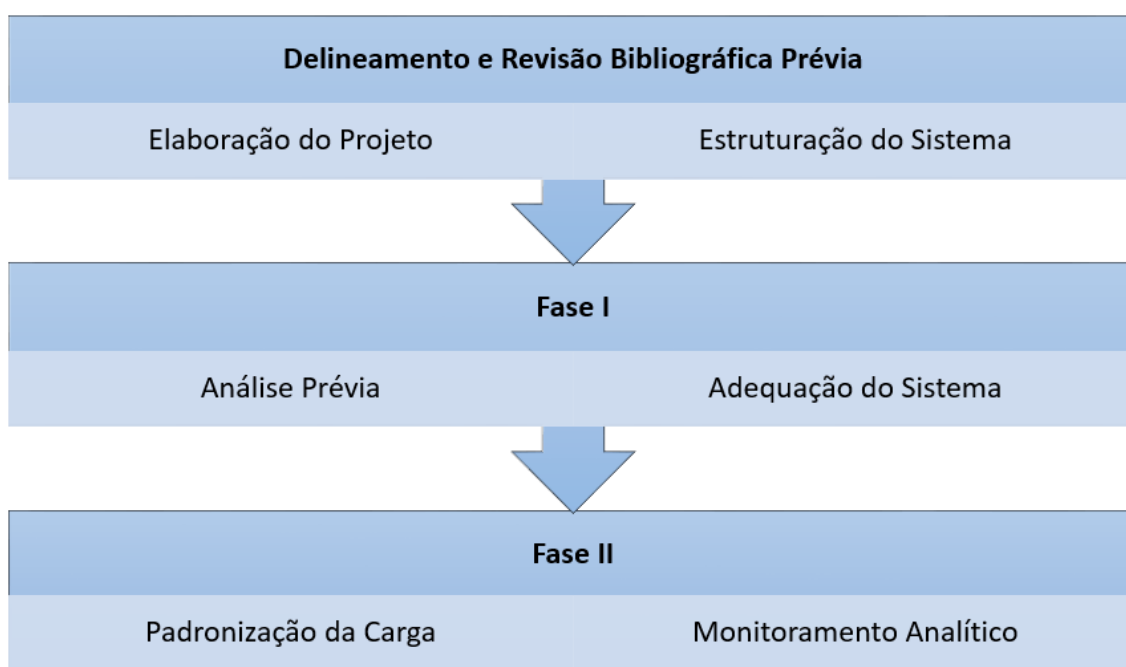 Delineamento e Revisão Bibliográfica Prévia
Elaboração do Projeto
Estruturação do Sistema
Fase I
Análise Prévia
Adequação do Sistema
Fase II
Padronização da Carga
Monitoramento Analítico